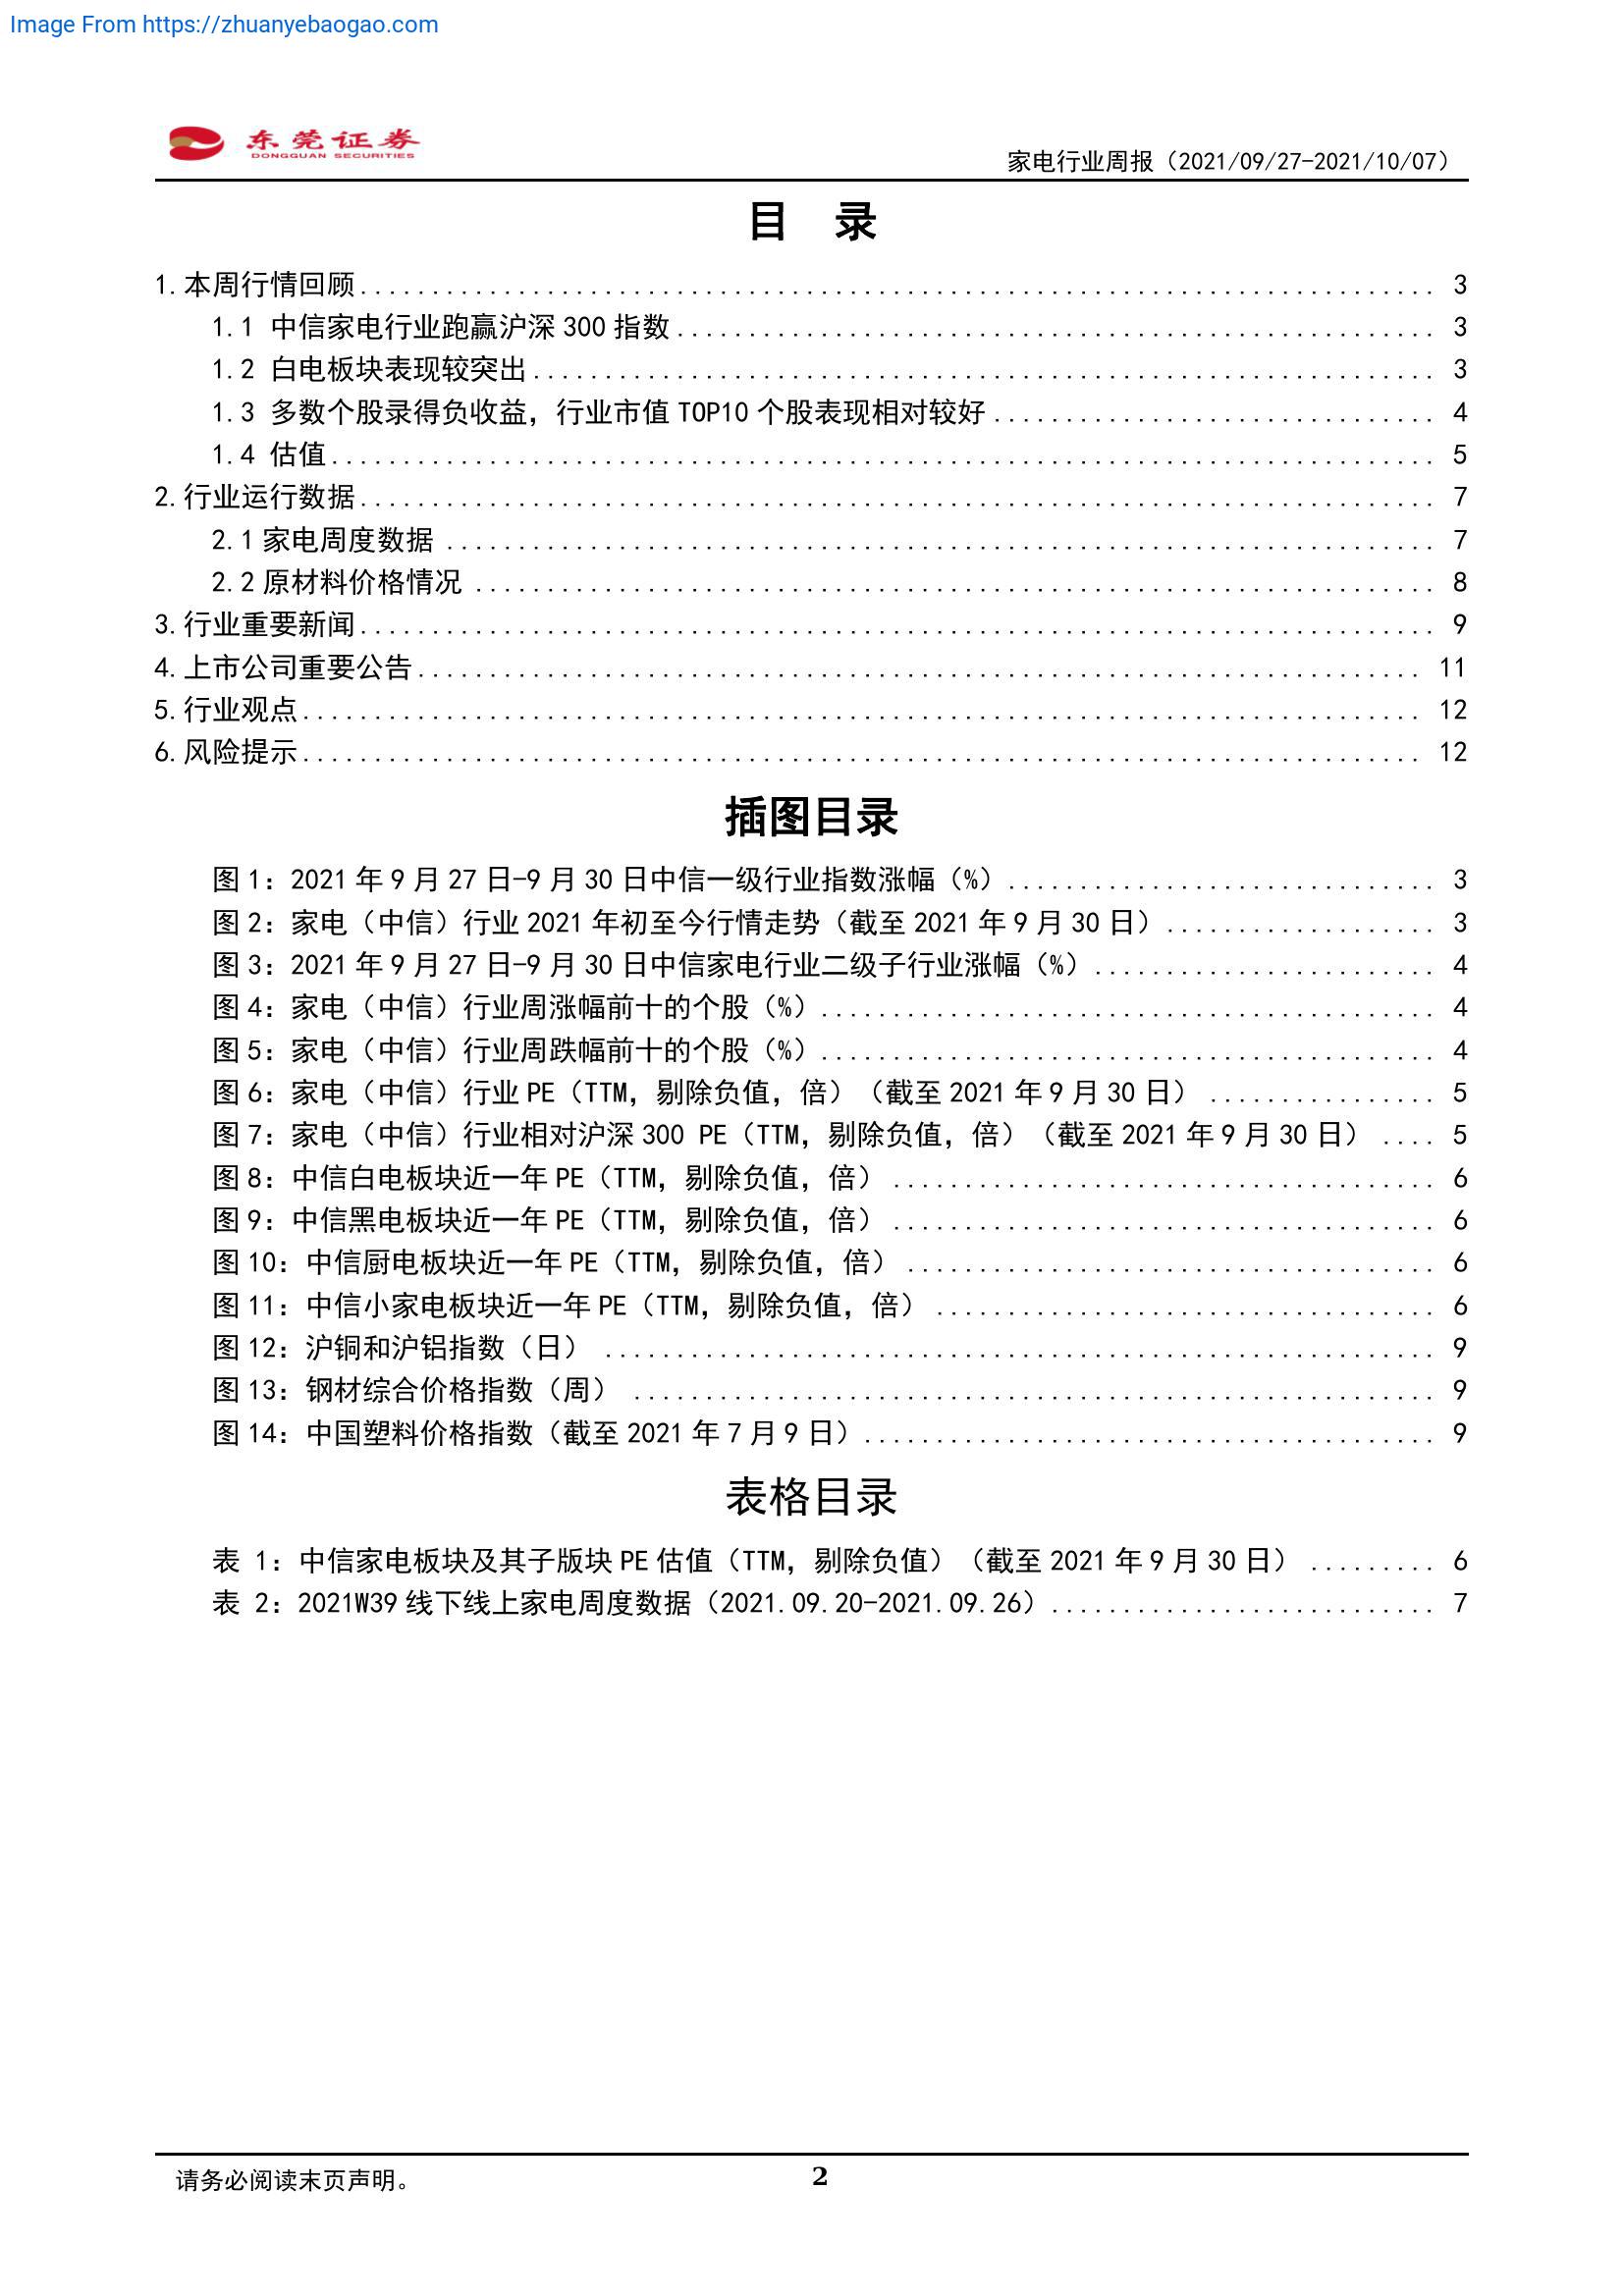 Image From https://zhuanyebaogao.com
东莞证券
DONGGUAN SECURITIES
家电行业周报（2021/09/27-2021/10/07）
目 录
1.本周行情回顾 3
1.1 中信家电行业跑赢沪深 300 指数 3
1.2 白电板块表现较突出 3
1.3 多数个股录得负收益，行业市值 TOP10 个股表现相对较好 4
1.4 估值 5
2.行业运行数据 7
2.1 家电周度数据 7
2.2 原材料价格情况 8
3.行业重要新闻 9
4.上市公司重要公告 11
5.行业观点 12
6.风险提示 12
插图目录
图 1：2021 年 9 月 27 日-9 月 30 日中信一级行业指数涨幅（%） 3
图 2：家电（中信）行业 2021 年初至今行情走势（截至 2021 年 9 月 30 日） 3
图 3：2021 年 9 月 27 日-9 月 30 日中信家电行业二级子行业涨幅（%） 4
图 4：家电（中信）行业周涨幅前十的个股（%） 4
图 5：家电（中信）行业周跌幅前十的个股（%） 4
图 6：家电（中信）行业 PE（TTM，剔除负值，倍）（截至 2021 年 9 月 30 日） 5
图 7：家电（中信）行业相对沪深 300 PE（TTM，剔除负值，倍）（截至 2021 年 9 月 30 日） 5
图 8：中信白电板块近一年 PE（TTM，剔除负值，倍） 6
图 9：中信黑电板块近一年 PE（TTM，剔除负值，倍） 6
图 10：中信厨电板块近一年 PE（TTM，剔除负值，倍） 6
图 11：中信小家电板块近一年 PE（TTM，剔除负值，倍） 6
图 12：沪铜和沪铝指数（日） 9
图 13：钢材综合价格指数（周） 9
图 14：中国塑料价格指数（截至 2021 年 7 月 9 日） 9
表格目录
表 1：中信家电板块及其子版块 PE 估值（TTM，剔除负值）（截至 2021 年 9 月 30 日） 6
表 2：2021W39 线下线上家电周度数据（2021.09.20-2021.09.26） 7
请务必阅读末页声明。
2